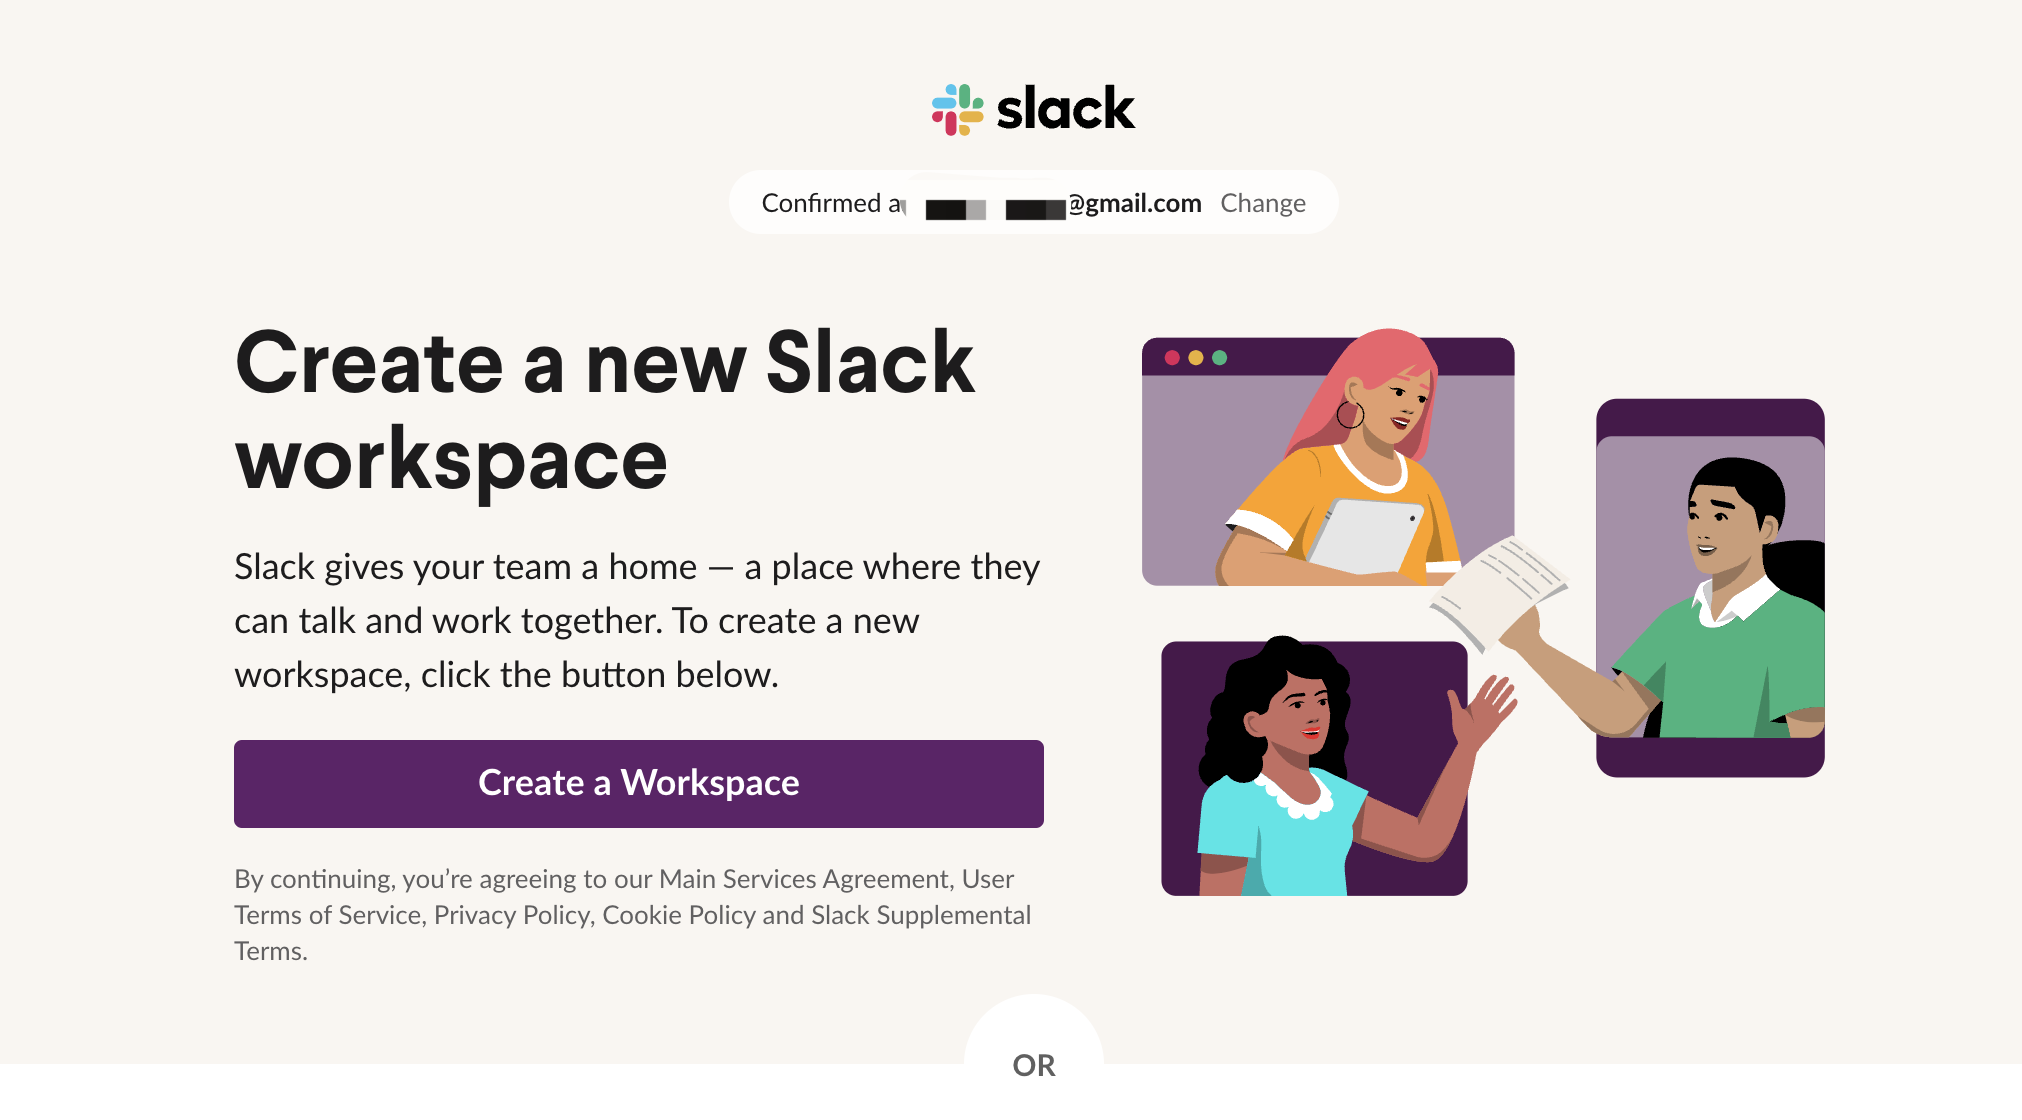 slack
Confirmed @gmail.com Change
Create a new Slack
workspace
Slack gives your team a home — a place where they
can talk and work together. To create a new
workspace, click the button below.
Create a Workspace
By continuing, you’re agreeing to our Main Services Agreement, User
Terms of Service, Privacy Policy, Cookie Policy and Slack Supplemental
Terms.
OR